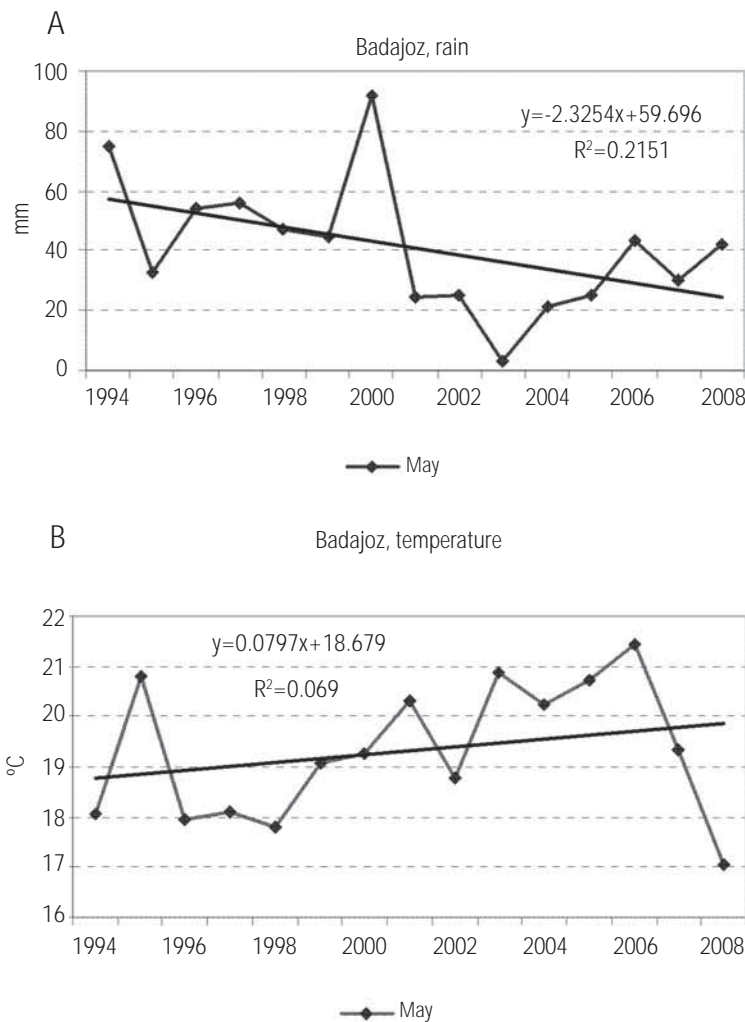 A
Badajoz, rain
100
80
60
40
20
0
mm
y=-2.3254x+59.696
R²=0.2151
1994 1996 1998 2000 2002 2004 2006 2008
May
B
Badajoz, temperature
22
21
20
19
18
17
16
ºC
y=0.0797x+18.679
R²=0.069
1994 1996 1998 2000 2002 2004 2006 2008
May